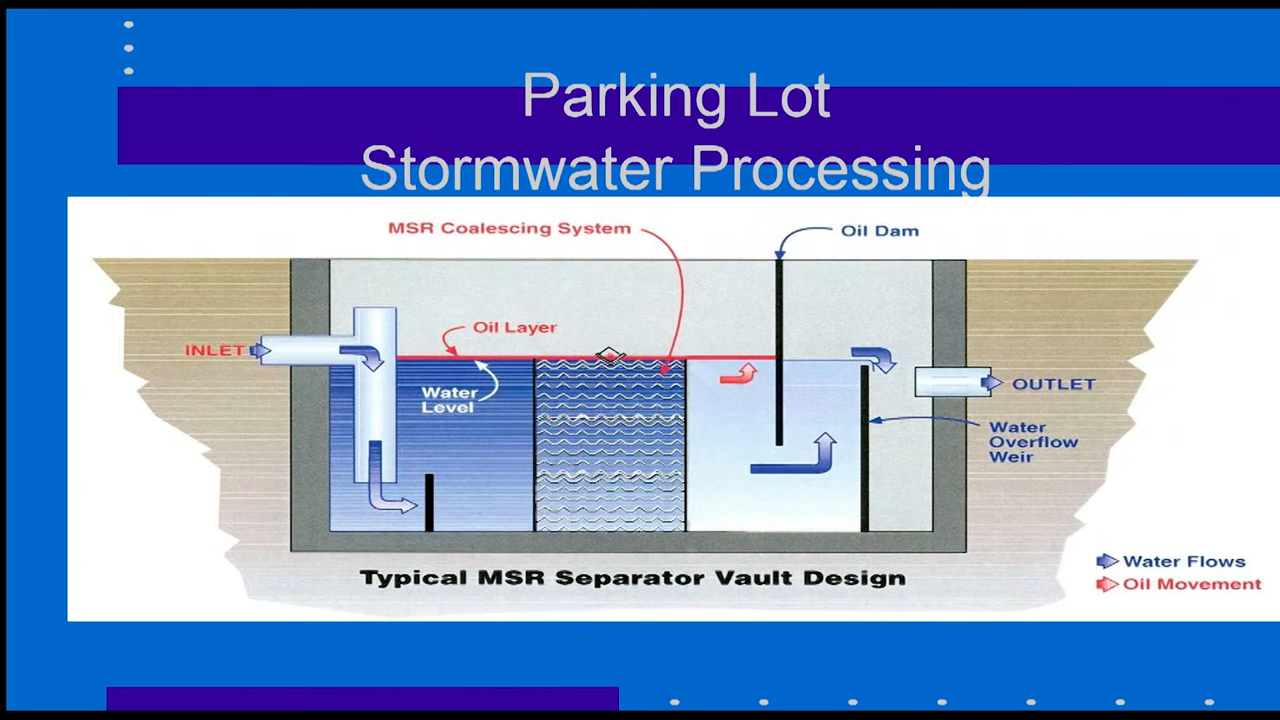 Parking Lot
Stormwater Processing
MSR Coalescing System
Oil Dam
Oil Layer
INLET
Water
Level
OUTLET
Water
Overflow
Weir
Typical MSR Separator Vault Design
Water Flows
Oil Movement